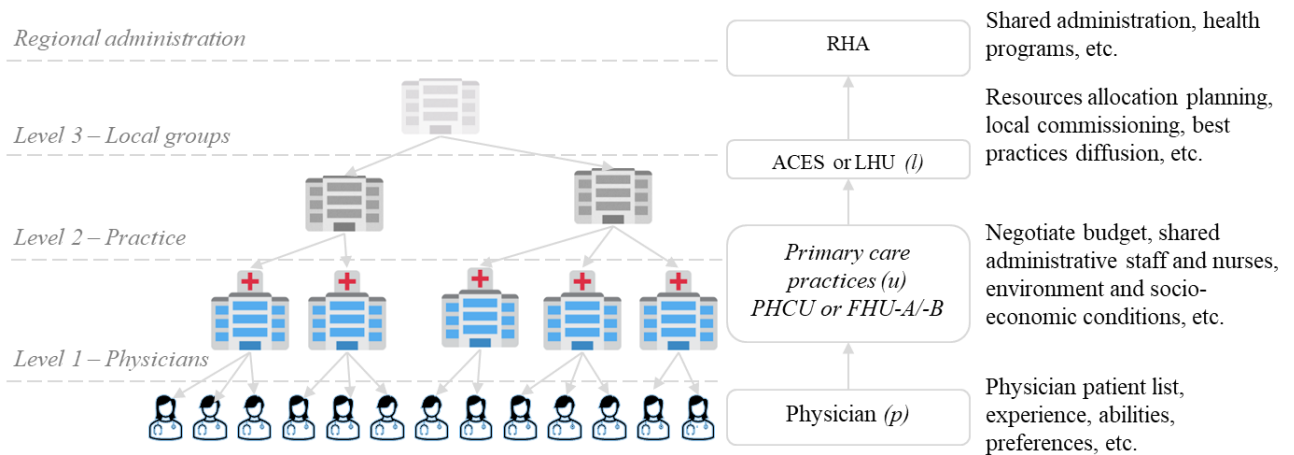 Regional administration
RHA
Shared administration, health
programs, etc.
Level 3 – Local groups
ACES or LHU (l)
Resources allocation planning,
local commissioning, best
practices diffusion, etc.
Level 2 – Practice
Primary care
practices (u)
PHCU or FHU-A/-B
Negotiate budget, shared
administrative staff and nurses,
environment and socio-
economic conditions, etc.
Level 1 – Physicians
Physician (p)
Physician patient list,
experience, abilities,
preferences, etc.